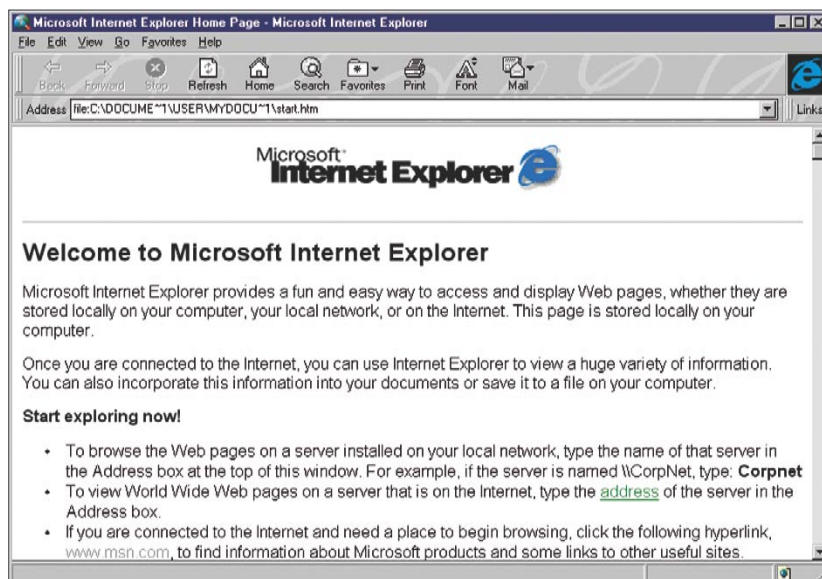 Microsoft Internet Explorer Home Page - Microsoft Internet Explorer
File Edit View Go Favorites Help
Back Forward Stop Refresh Home Search Favorites Print Font Mail
Address file:C:\DOCUME~1\USER\MYDOCU~1\start.htm Links
Microsoft
Internet Explorer
Welcome to Microsoft Internet Explorer
Microsoft Internet Explorer provides a fun and easy way to access and display Web pages, whether they are
stored locally on your computer, your local network, or on the Internet. This page is stored locally on your
computer.
Once you are connected to the Internet, you can use Internet Explorer to view a huge variety of information.
You can also incorporate this information into your documents or save it to a file on your computer.
Start exploring now!
• To browse the Web pages on a server installed on your local network, type the name of that server in
the Address box at the top of this window. For example, if the server is named \\CorpNet, type: Corpnet
• To view World Wide Web pages on a server that is on the Internet, type the address of the server in the
Address box.
• If you are connected to the Internet and need a place to begin browsing, click the following hyperlink,
www.msn.com, to find information about Microsoft products and some links to other useful sites.